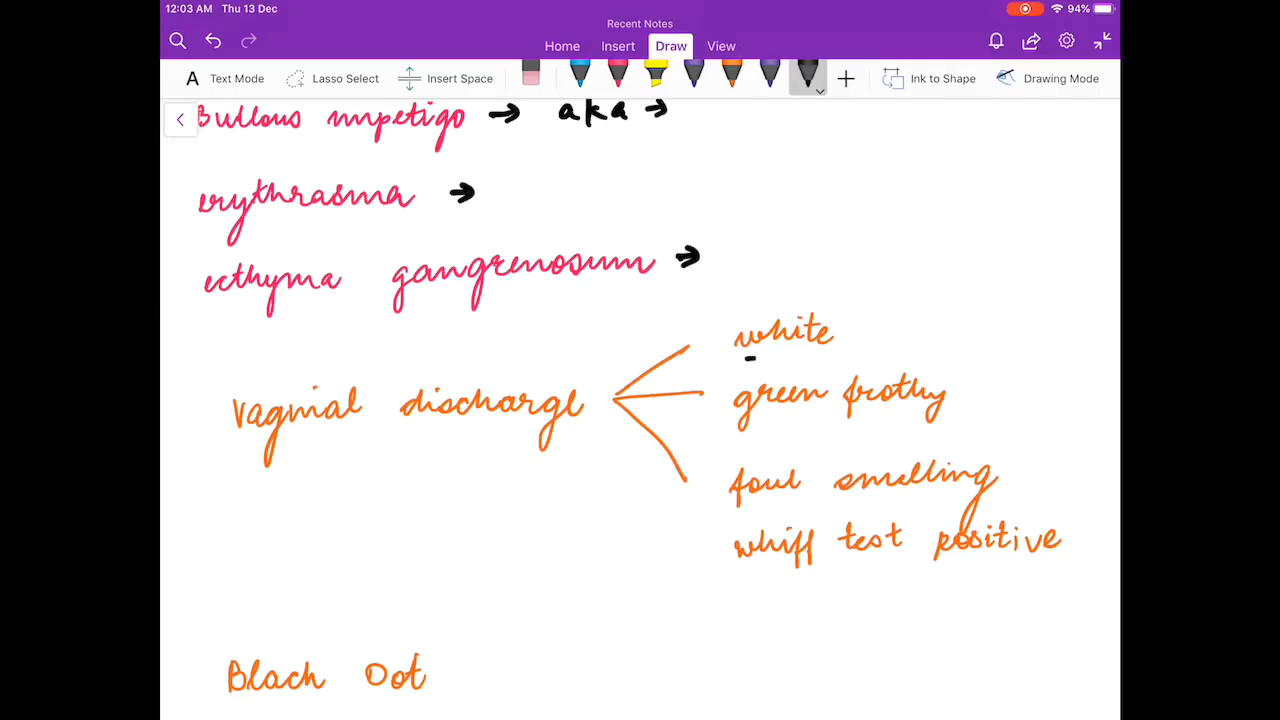 12:03 AM Thu 13 Dec 94%
Recent Notes
Home Insert Draw View
A Text Mode Lasso Select Insert Space + Ink to Shape Drawing Mode
Bullous impetigo → aka →
erythrasma →
ecthyma gangrenosum →
white
green frothy
vaginal discharge
foul smelling
whiff test positive
Black Dot